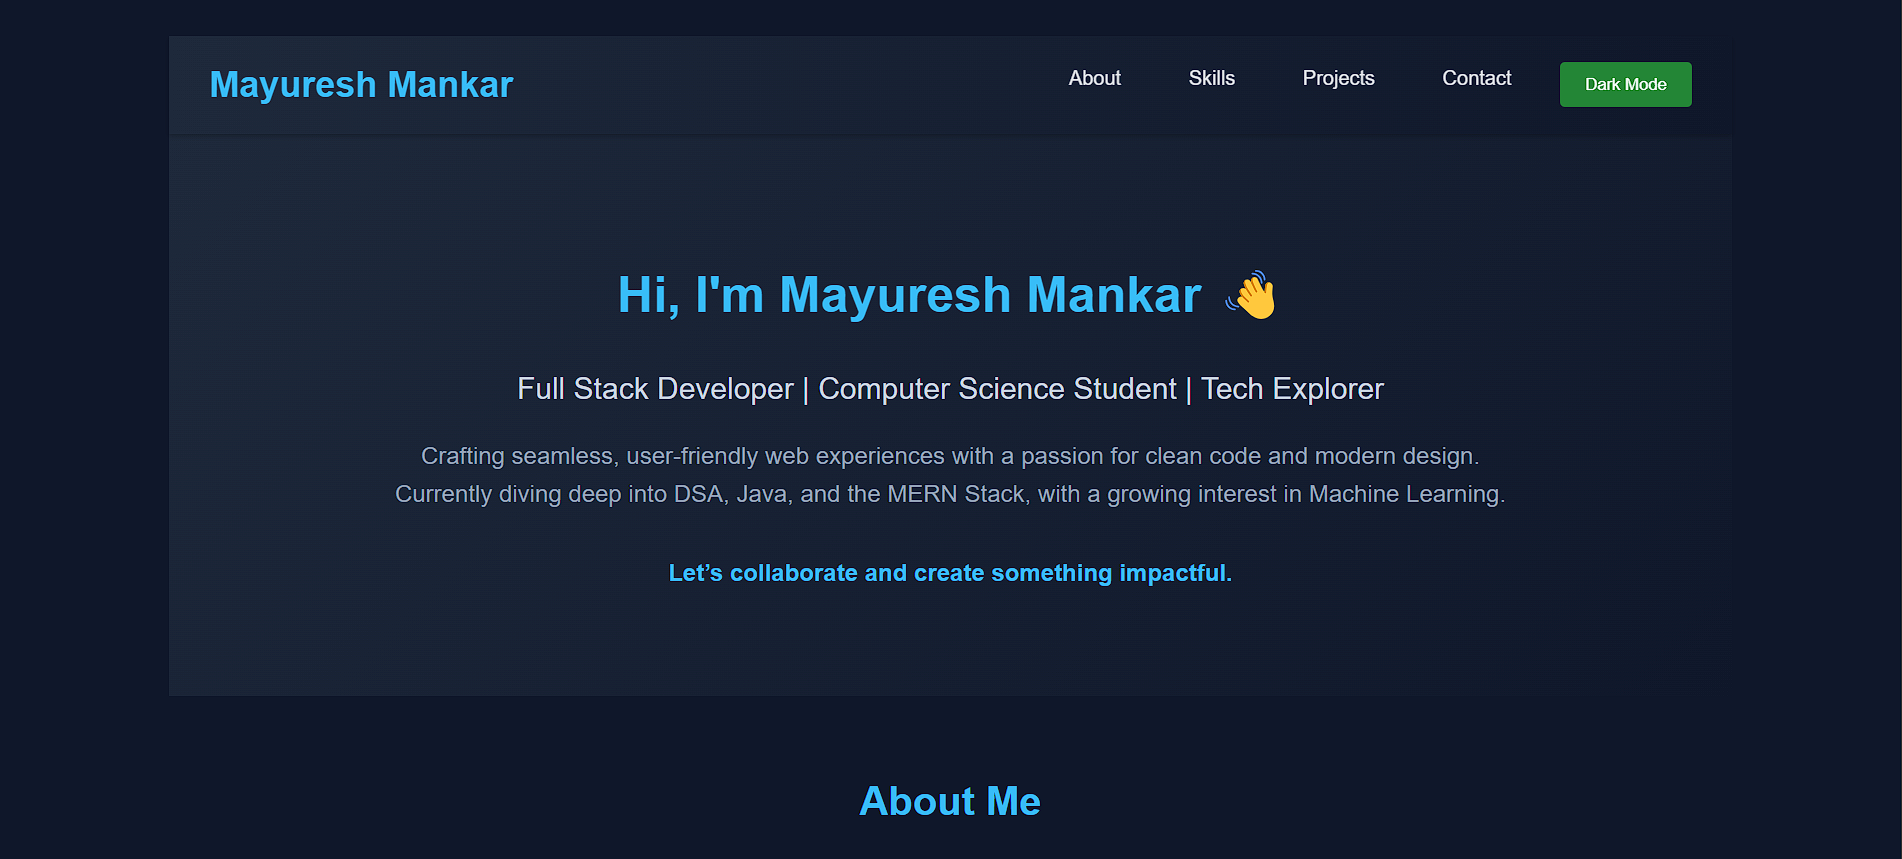 Mayuresh Mankar
About
Skills
Projects
Contact
Dark Mode
Hi, I'm Mayuresh Mankar 👋
Full Stack Developer | Computer Science Student | Tech Explorer
Crafting seamless, user-friendly web experiences with a passion for clean code and modern design.
Currently diving deep into DSA, Java, and the MERN Stack, with a growing interest in Machine Learning.
Let’s collaborate and create something impactful.
About Me